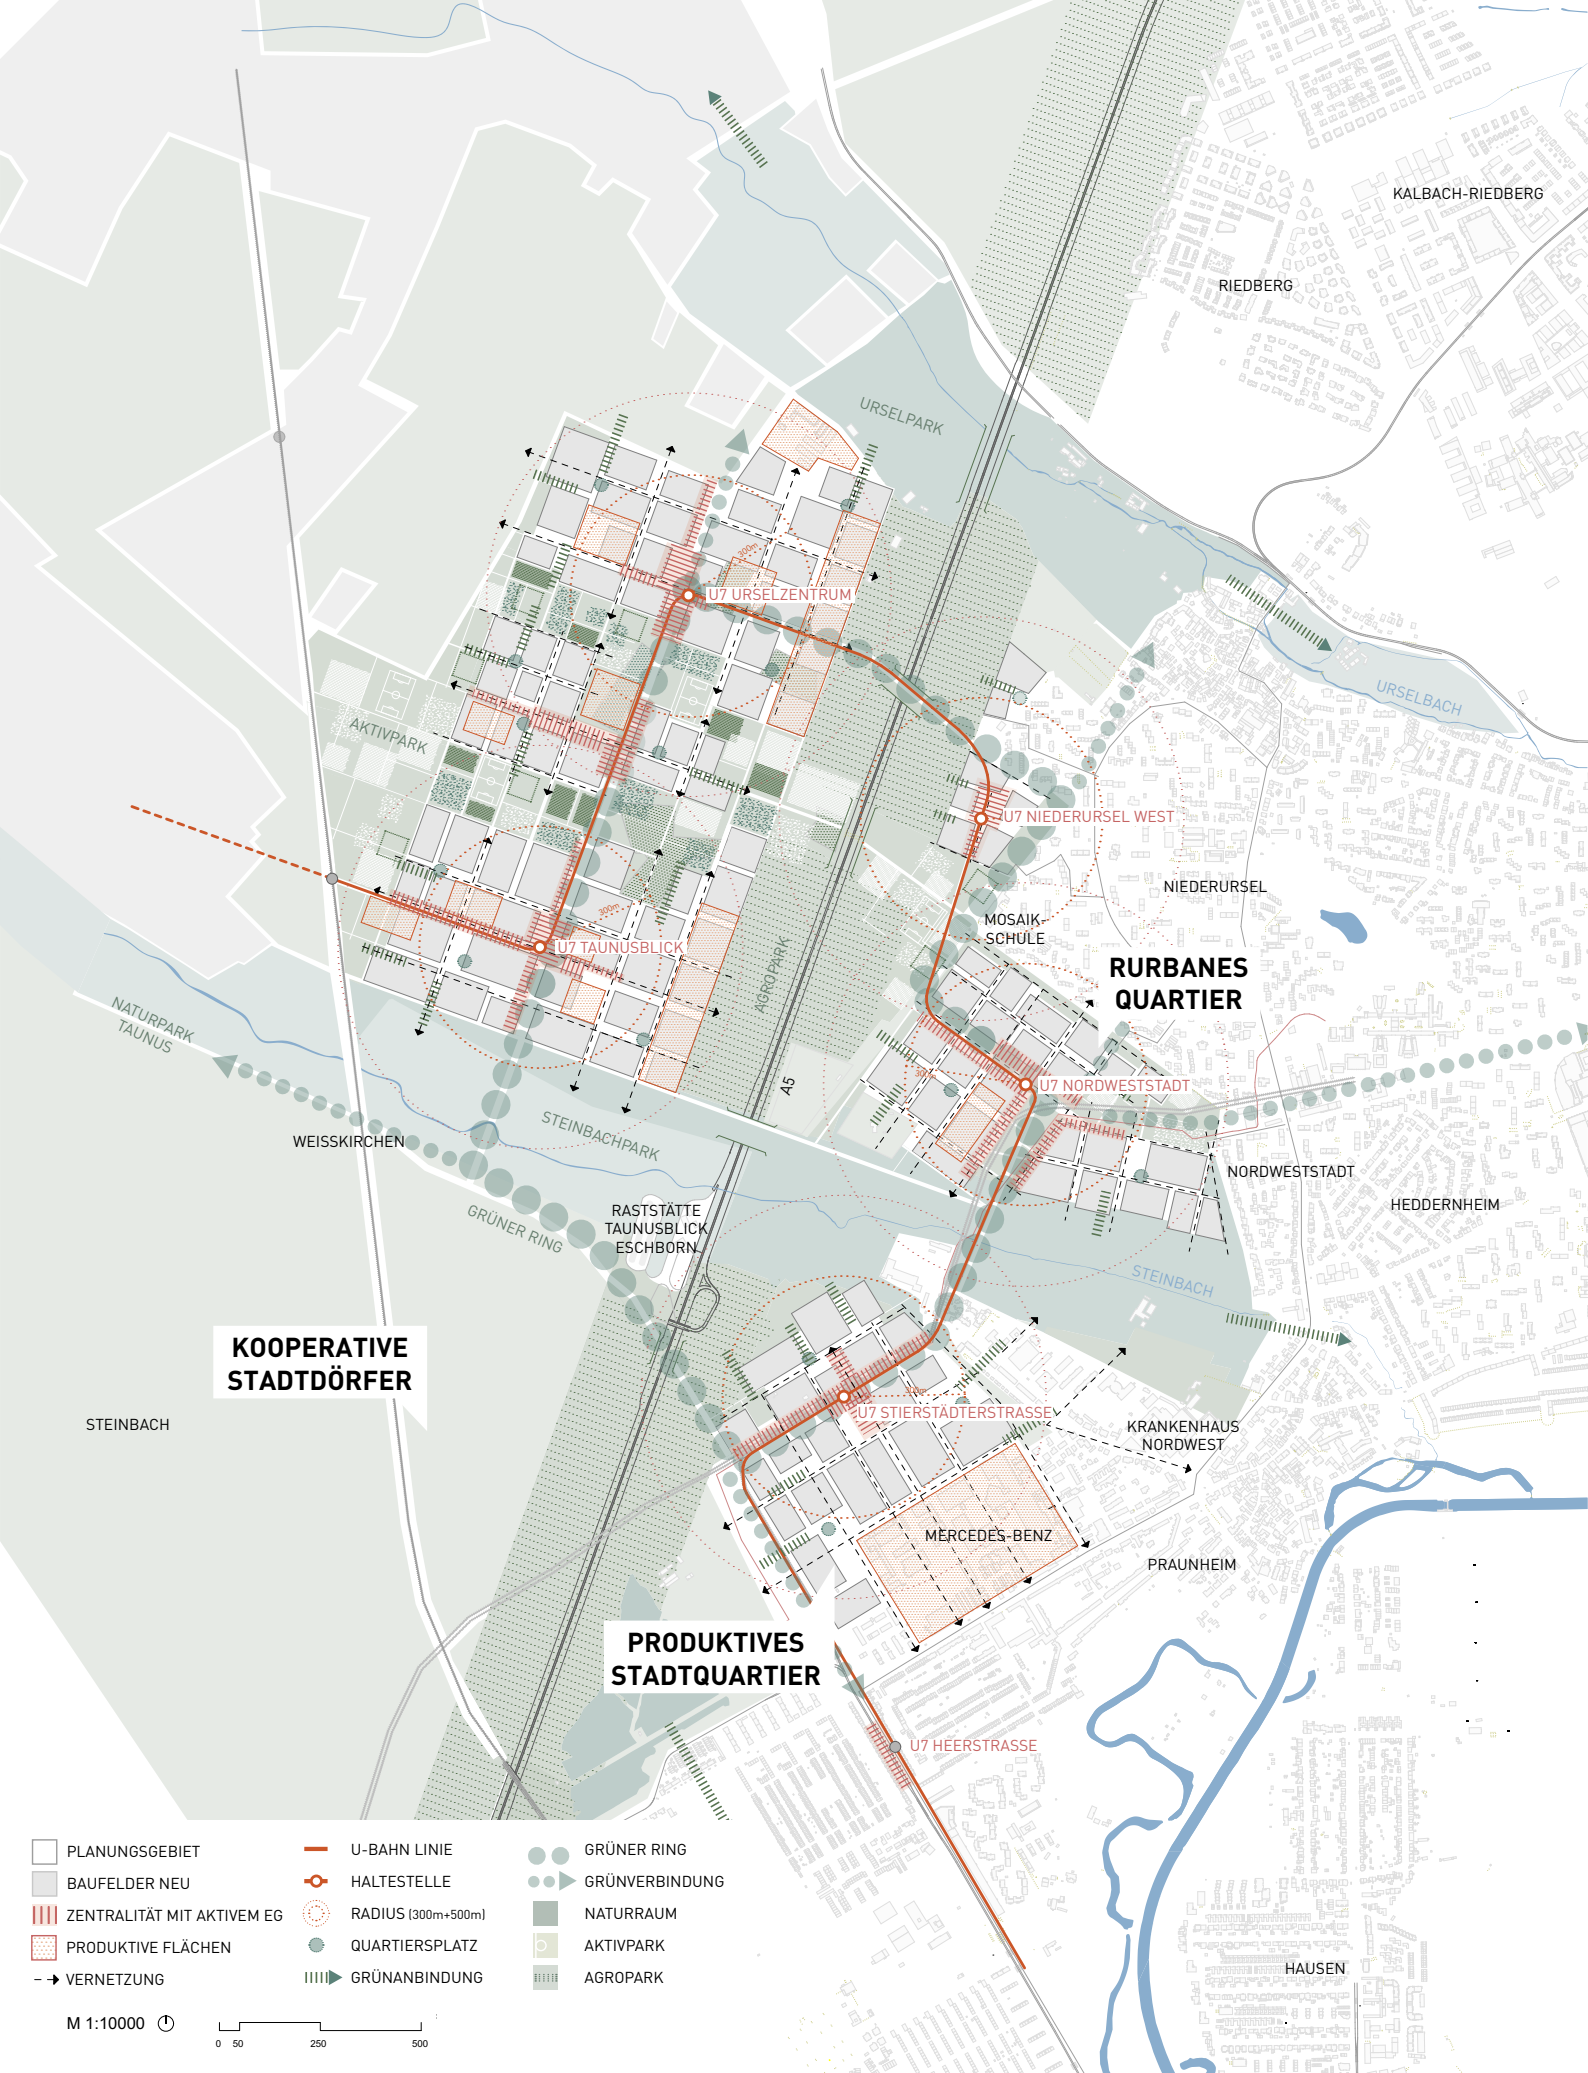 KALBACH-RIEDBERG
RIEDBERG
URSELPARK
300m
U7 URSELZENTRUM
URSELBACH
AKTIVPARK
U7 NIEDERURSEL WEST
NIEDERURSEL
MOSAIK-
SCHULE
300m
U7 TAUNUSBLICK
RURBANES
QUARTIER
AGROPARK
NATURPARK
TAUNUS
300m
A5
U7 NORDWESTSTADT
STEINBACHPARK
WEISSKIRCHEN
NORDWESTSTADT
HEDDERNHEIM
GRÜNER RING
RASTSTÄTTE
TAUNUSBLICK
ESCHBORN
STEINBACH
KOOPERATIVE
STADTDÖRFER
300m
U7 STIERSTÄDTERSTRASSE
STEINBACH
KRANKENHAUS
NORDWEST
MERCEDES-BENZ
PRAUNHEIM
PRODUKTIVES
STADTQUARTIER
U7 HEERSTRASSE
HAUSEN
PLANUNGSGEBIET
BAUFELDER NEU
ZENTRALITÄT MIT AKTIVEM EG
PRODUKTIVE FLÄCHEN
VERNETZUNG
U-BAHN LINIE
HALTESTELLE
RADIUS (300m+500m)
QUARTIERSPLATZ
GRÜNANBINDUNG
GRÜNER RING
GRÜNVERBINDUNG
NATURRAUM
AKTIVPARK
AGROPARK
M 1:10000
0 50 250 500